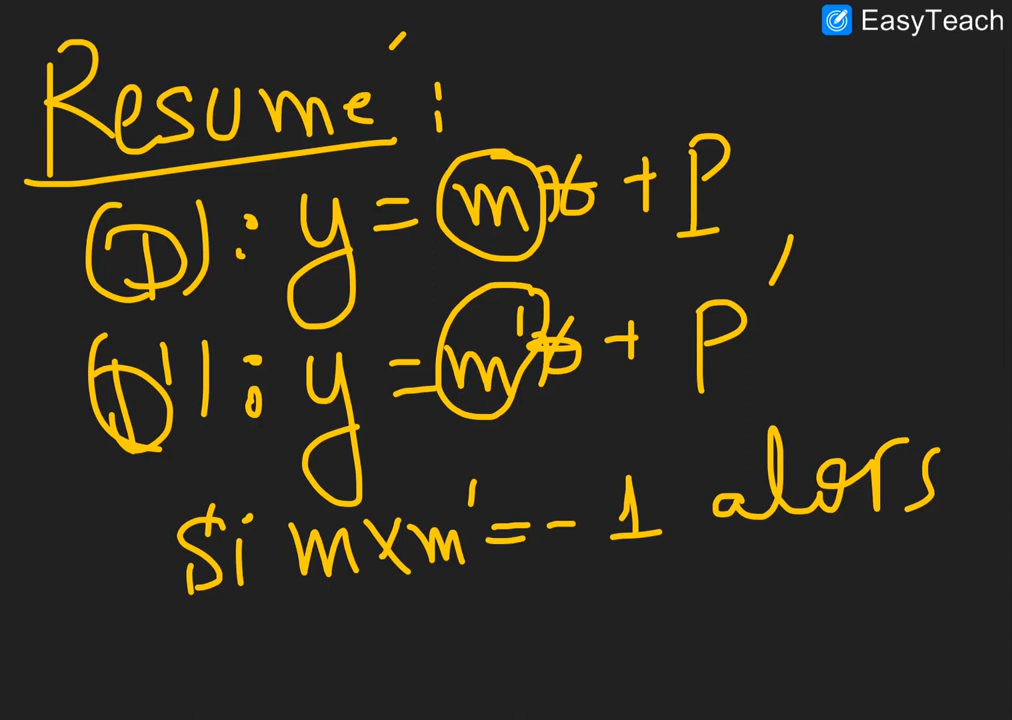 EasyTeach
Resumé :
(D) : y = mx + P
(D') : y = m'x + P'
Si m×m' = -1 alors